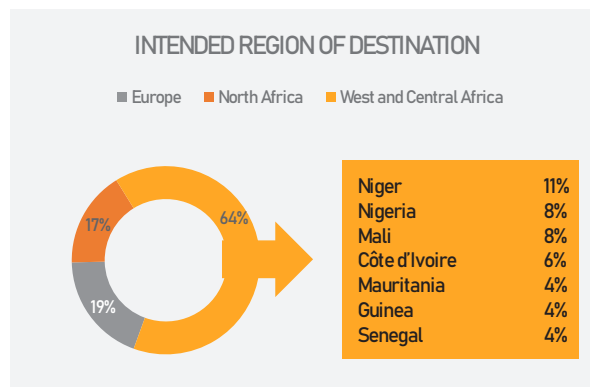 INTENDED REGION OF DESTINATION
Europe North Africa West and Central Africa
64%
17%
19%
Niger 11%
Nigeria 8%
Mali 8%
Côte d'Ivoire 6%
Mauritania 4%
Guinea 4%
Senegal 4%